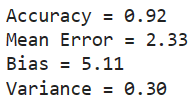 Accuracy = 0.92
Mean Error = 2.33
Bias = 5.11
Variance = 0.30